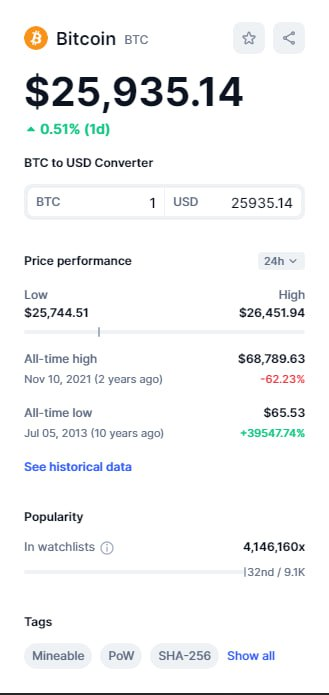 Bitcoin BTC
$25,935.14
0.51% (1d)
BTC to USD Converter
BTC 1 USD 25935.14
Price performance 24h
Low High
$25,744.51 $26,451.94
All-time high $68,789.63
Nov 10, 2021 (2 years ago) -62.23%
All-time low $65.53
Jul 05, 2013 (10 years ago) +39547.74%
See historical data
Popularity
In watchlists 4,146,160x
32nd / 9.1K
Tags
Mineable PoW SHA-256 Show all